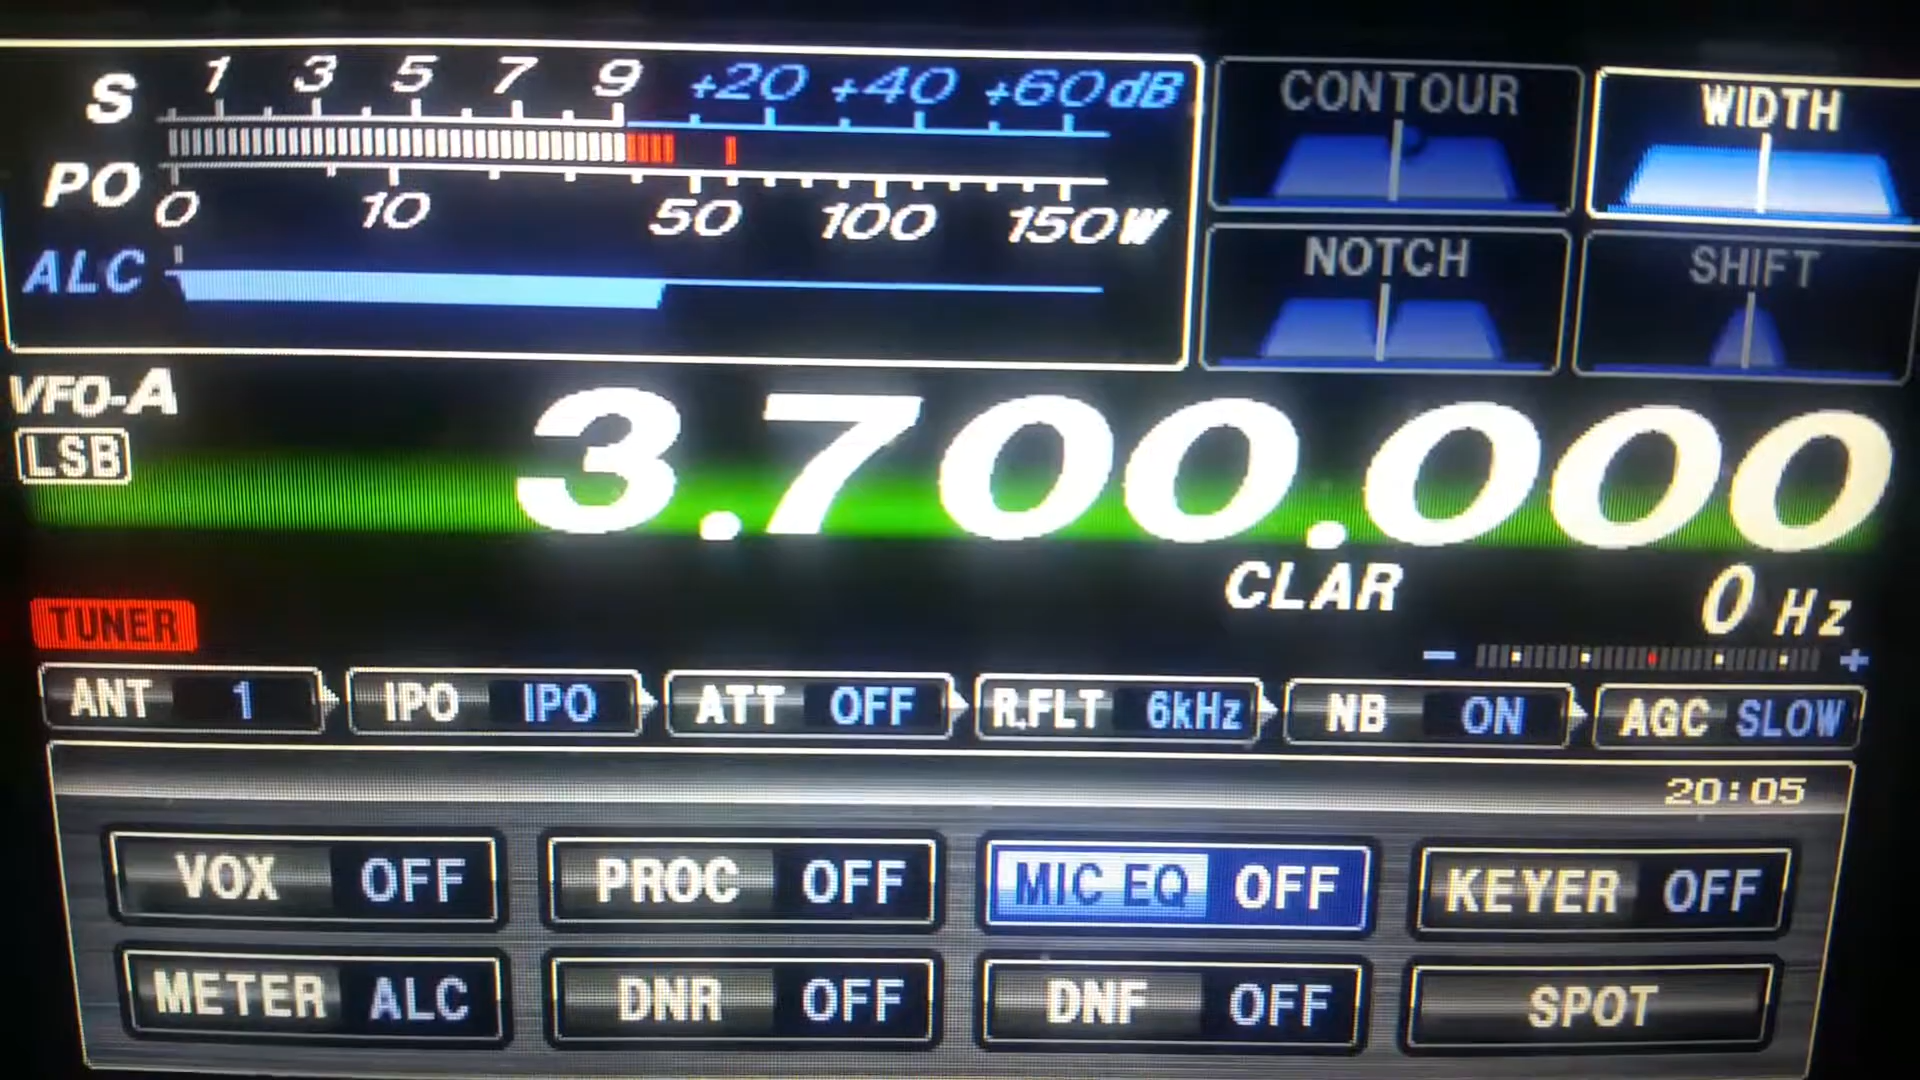 S 1 3 5 7 9 +20 +40 +60dB
PO 0 10 50 100 150W
ALC
CONTOUR WIDTH
NOTCH SHIFT
VFO-A
LSB
3.700.000
CLAR 0 Hz
TUNER
- +
ANT 1 IPO IPO ATT OFF R.FLT 6kHz NB ON AGC SLOW
20:05
VOX OFF PROC OFF MIC EQ OFF KEYER OFF
METER ALC DNR OFF DNF OFF SPOT